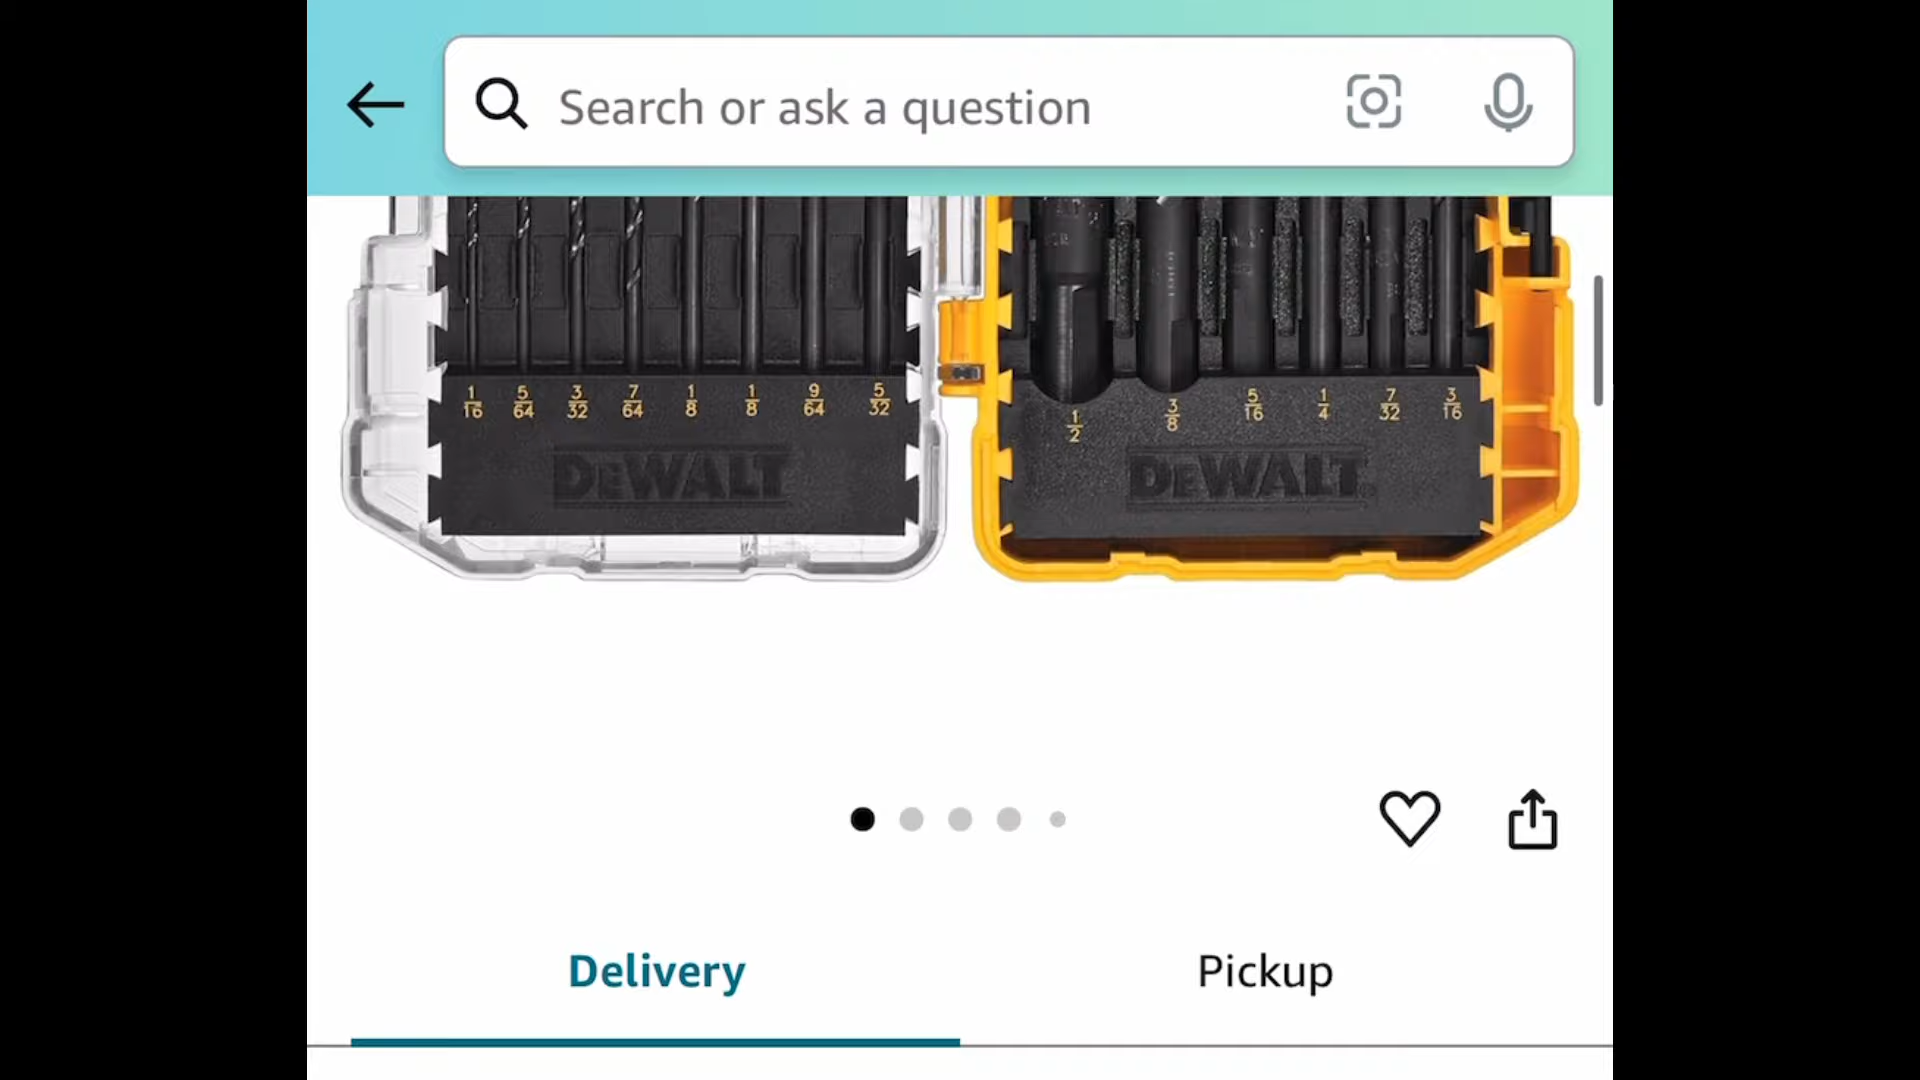 Search or ask a question
1/16 5/64 3/32 7/64 1/8 1/8 9/64 5/32
1/2 3/8 5/16 1/4 7/32 3/16
DEWALT
DEWALT
Delivery
Pickup